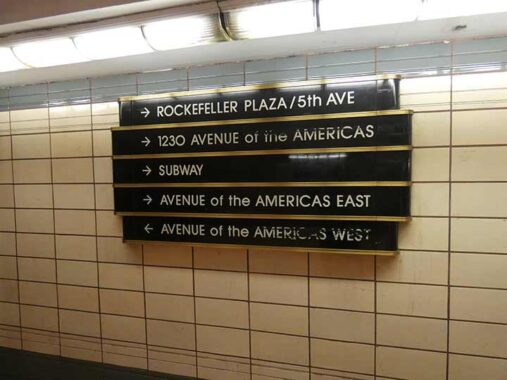 → ROCKEFELLER PLAZA/5th AVE
→ 1230 AVENUE of the AMERICAS
→ SUBWAY
→ AVENUE of the AMERICAS EAST
← AVENUE of the AMERICAS WEST